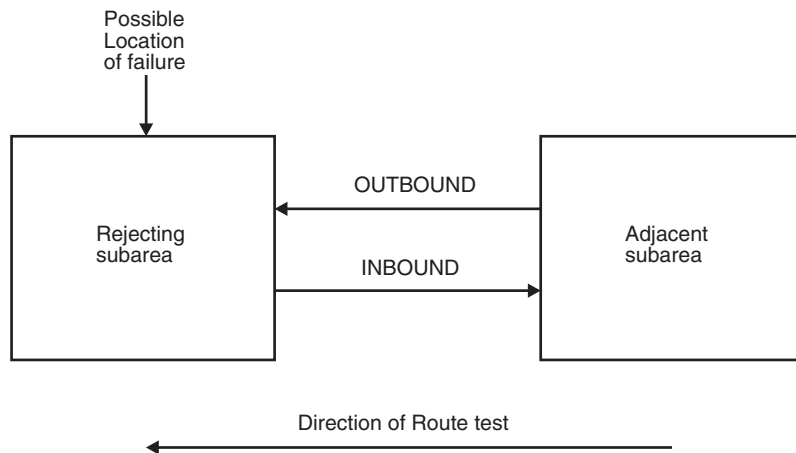 Possible
Location
of failure
OUTBOUND
Rejecting
subarea
Adjacent
subarea
INBOUND
Direction of Route test